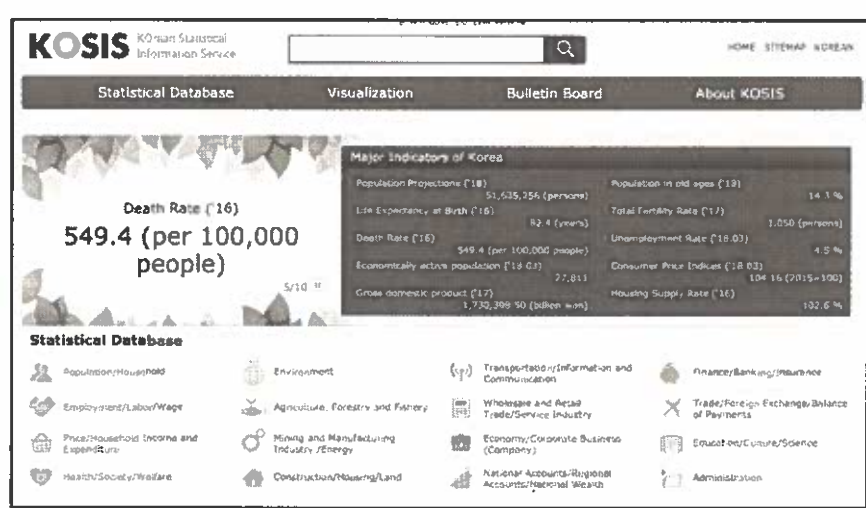 KOSIS KOrean Statistical
Information Service
HOME SITEMAP KOREAN
Statistical Database Visualization Bulletin Board About KOSIS
Death Rate ('16)
549.4 (per 100,000
people)
5/10
Major Indicators of Korea
Population Projections ('18)
51,635,256 (persons)
Life Expectancy at Birth ('16)
82.4 (years)
Death Rate ('16)
549.4 (per 100,000 people)
Economically active population ('18.03)
27,811
Gross domestic product ('17)
1,730,398.50 (billion won)
Population in old ages ('18)
14.3 %
Total Fertility Rate ('17)
1.050 (persons)
Unemployment Rate ('18.03)
4.5 %
Consumer Price Indices ('18.03)
104.16 (2015=100)
Housing Supply Rate ('16)
102.6 %
Statistical Database
Population/Household
Environment
Transportation/Information and
Communication
Finance/Banking/Insurance
Employment/Labor/Wage
Agriculture, Forestry and Fishery
Wholesale and Retail
Trade/Service Industry
Trade/Foreign Exchange/Balance
of Payments
Price/Household Income and
Expenditure
Mining and Manufacturing
Industry /Energy
Economy/Corporate Business
(Company)
Education/Culture/Science
Health/Society/Welfare
Construction/Housing/Land
National Accounts/Regional
Accounts/National Wealth
Administration